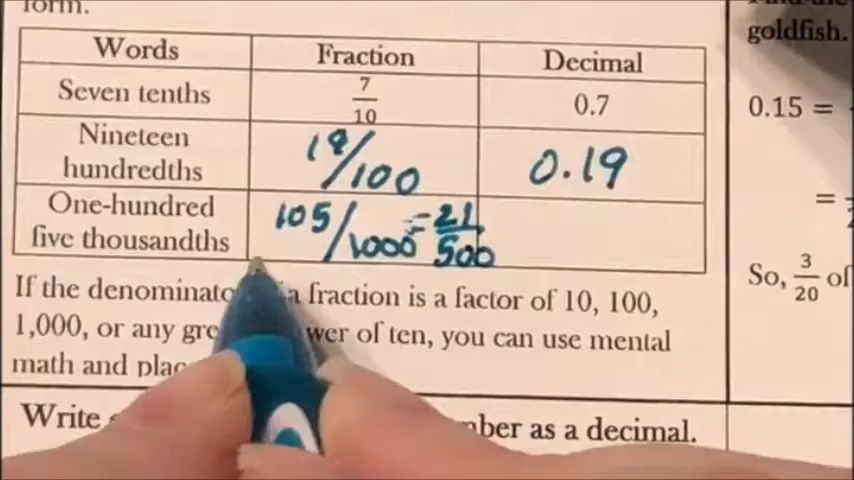 form.
Words Fraction Decimal
Seven tenths 7/10 0.7
Nineteen
hundredths 19/100 0.19
One-hundred
five thousandths 105/1000 = 21/500
If the denominato a fraction is a factor of 10, 100,
1,000, or any gre wer of ten, you can use mental
math and plac
Write mber as a decimal.
goldfish.
0.15 =
=
So, 3/20 of